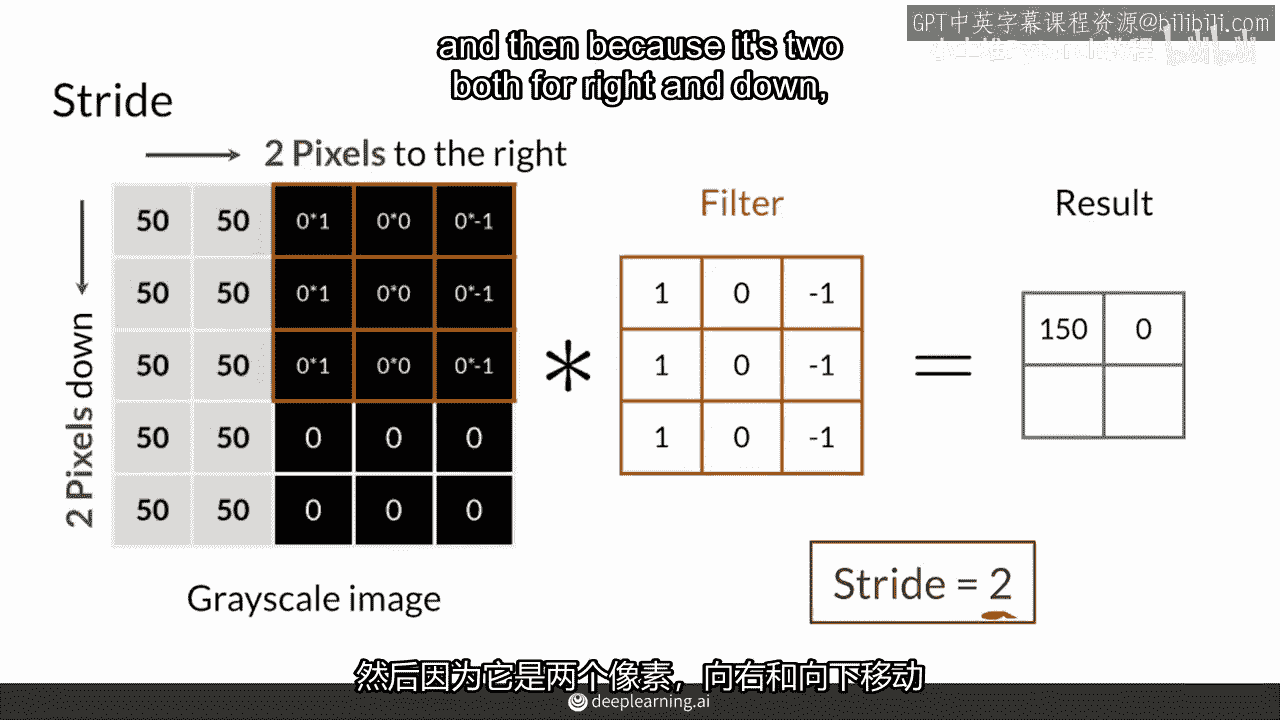 GPT中英字幕课程资源@bilibili.com
and then because it's two
both for right and down,
bilibili
Stride
2 Pixels to the right
2 Pixels down
50 50 0*1 0*0 0*-1
50 50 0*1 0*0 0*-1
50 50 0*1 0*0 0*-1
50 50 0 0 0
50 50 0 0 0
Grayscale image
*
Filter
1 0 -1
1 0 -1
1 0 -1
=
Result
150 0
Stride = 2
然后因为它是两个像素，向右和向下移动
deeplearning.ai